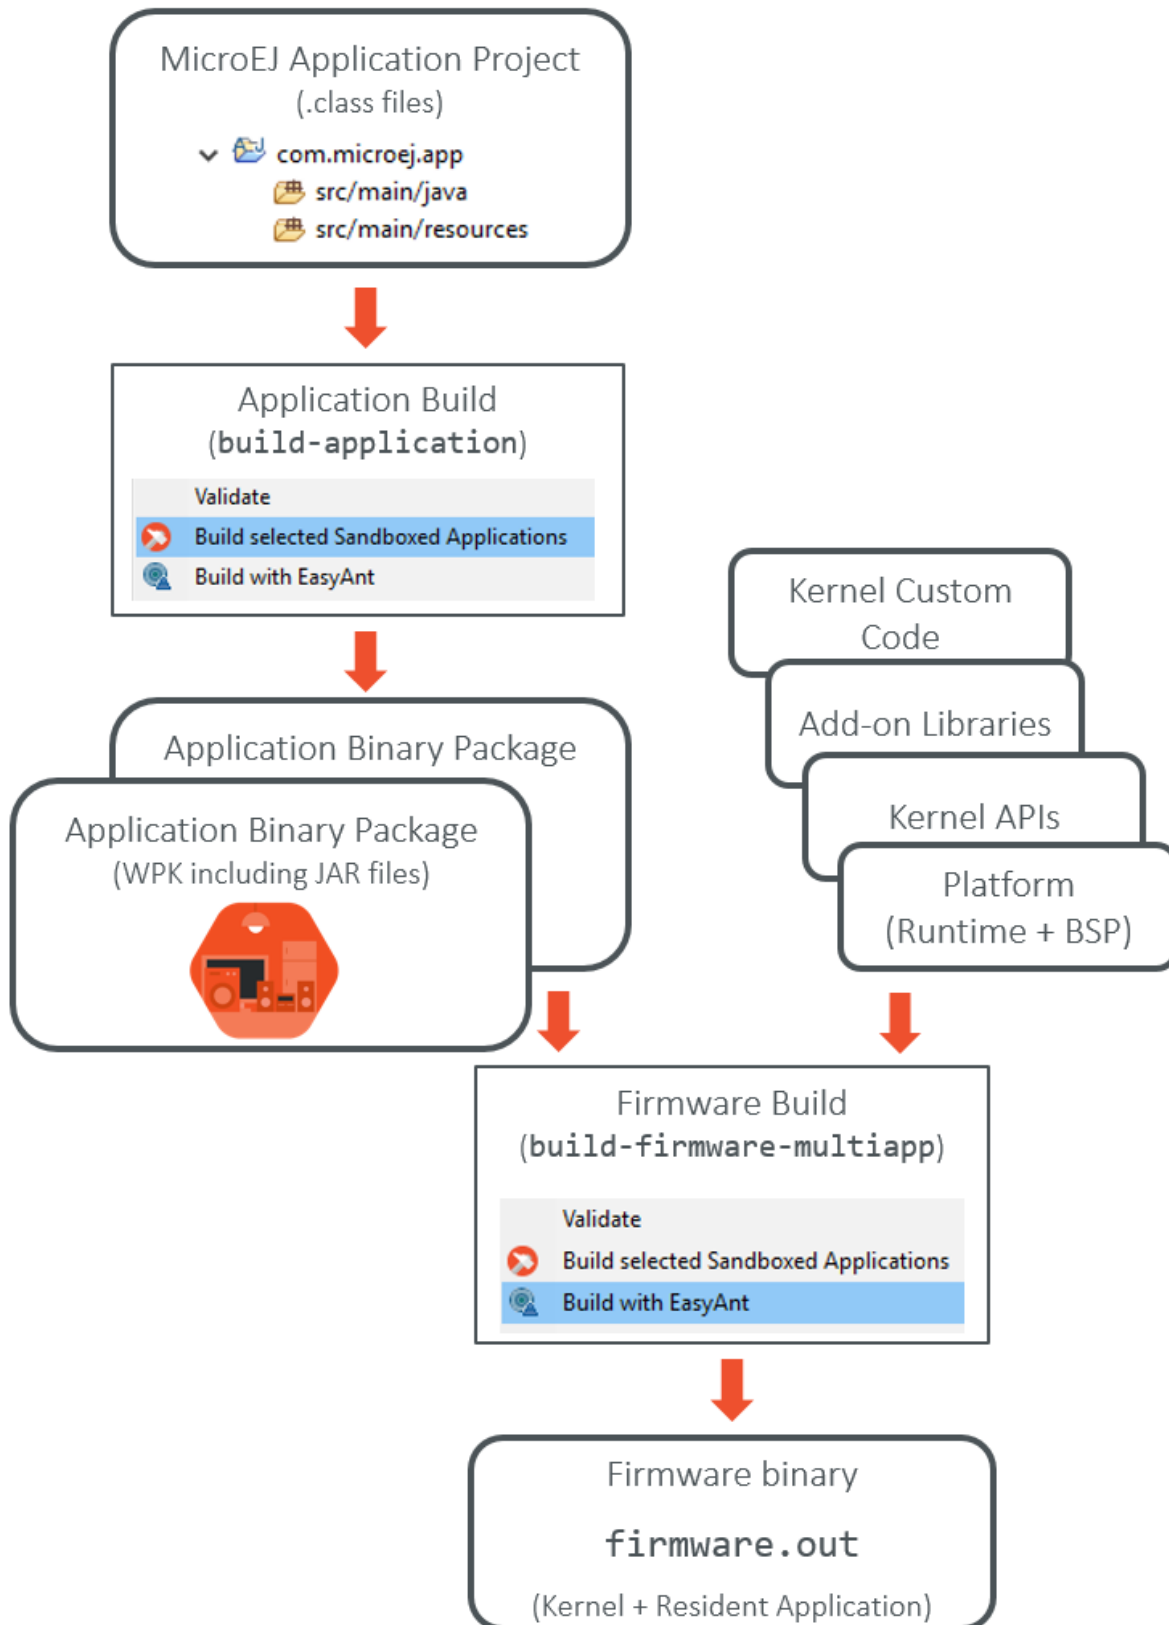 MicroEJ Application Project
(.class files)
com.microej.app
src/main/java
src/main/resources
Application Build
(build-application)
Validate
Build selected Sandboxed Applications
Build with EasyAnt
Application Binary Package
Application Binary Package
(WPK including JAR files)
Kernel Custom
Code
Add-on Libraries
Kernel APIs
Platform
(Runtime + BSP)
Firmware Build
(build-firmware-multiapp)
Validate
Build selected Sandboxed Applications
Build with EasyAnt
Firmware binary
firmware.out
(Kernel + Resident Application)